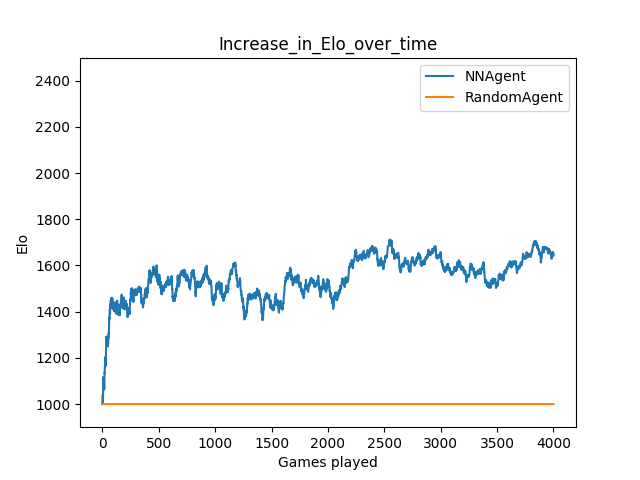 Increase_in_Elo_over_time
NNAgent
RandomAgent
2400
2200
2000
1800
1600
1400
1200
1000
Elo
0 500 1000 1500 2000 2500 3000 3500 4000
Games played